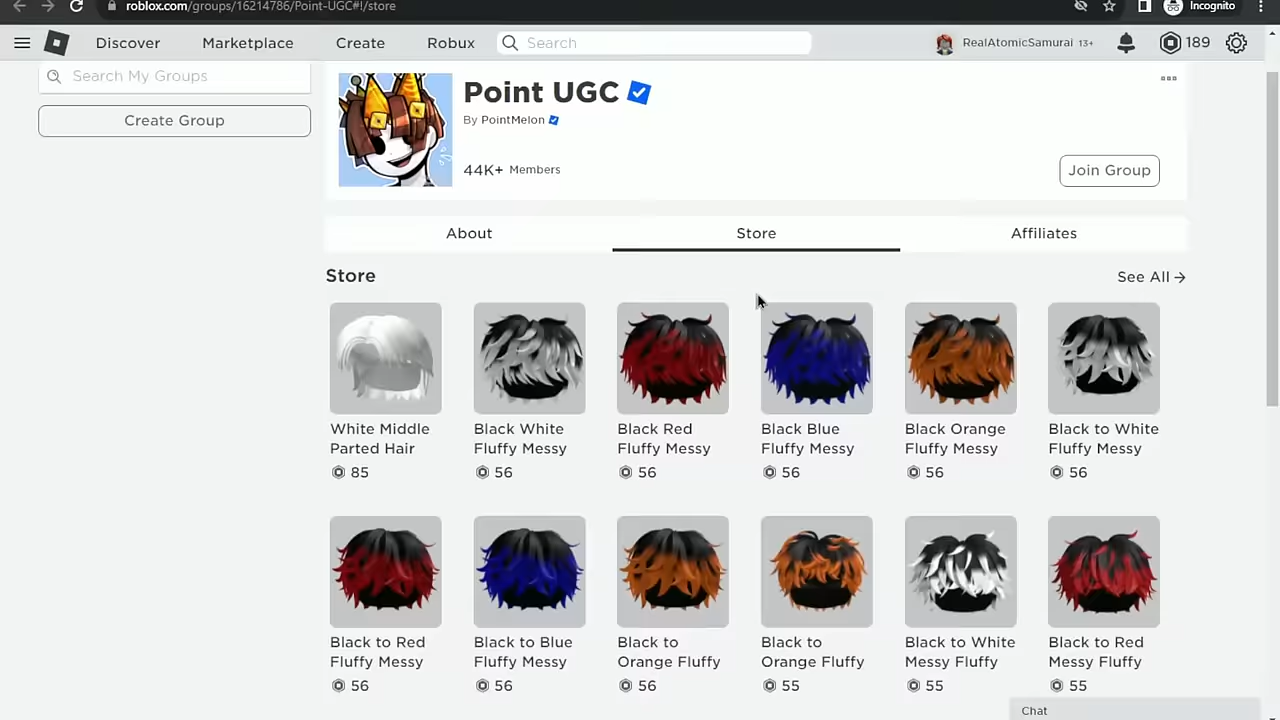 roblox.com/groups/16214786/Point-UGC#!/store
Incognito
Discover
Marketplace
Create
Robux
Search
RealAtomicSamurai 13+
189
Search My Groups
Create Group
Point UGC
By PointMelon
44K+ Members
Join Group
About
Store
Affiliates
Store
See All
White Middle
Parted Hair
85
Black White
Fluffy Messy
56
Black Red
Fluffy Messy
56
Black Blue
Fluffy Messy
56
Black Orange
Fluffy Messy
56
Black to White
Fluffy Messy
56
Black to Red
Fluffy Messy
56
Black to Blue
Fluffy Messy
56
Black to
Orange Fluffy
56
Black to
Orange Fluffy
55
Black to White
Messy Fluffy
55
Black to Red
Messy Fluffy
55
Chat